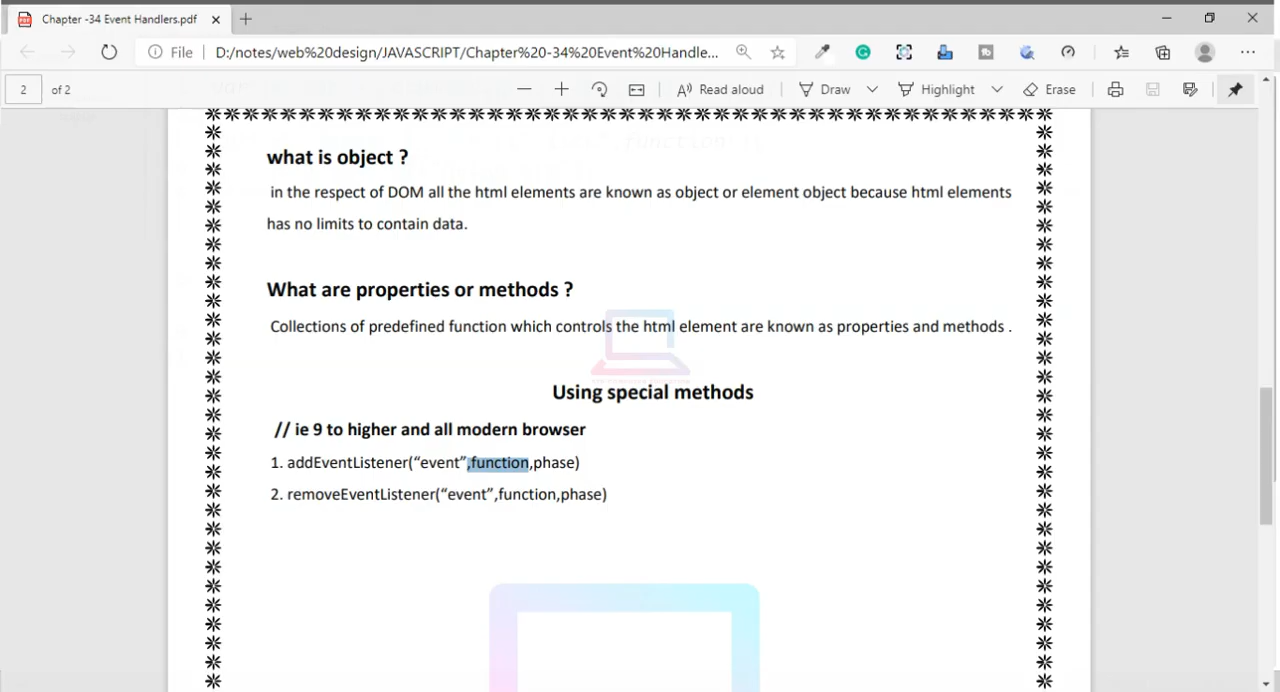 Chapter -34 Event Handlers.pdf
File D:/notes/web%20design/JAVASCRIPT/Chapter%20-34%20Event%20Handle...
2 of 2 Read aloud Draw Highlight Erase
what is object ?
in the respect of DOM all the html elements are known as object or element object because html elements
has no limits to contain data.
What are properties or methods ?
Collections of predefined function which controls the html element are known as properties and methods .
Using special methods
// ie 9 to higher and all modern browser
1. addEventListener(“event”,function,phase)
2. removeEventListener(“event”,function,phase)